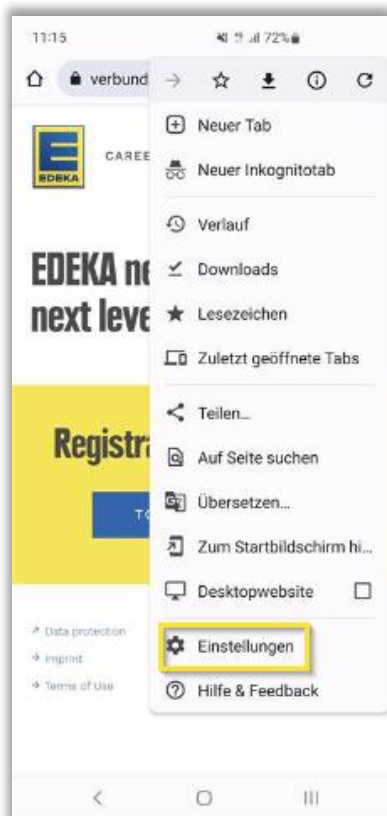 11:15
72%
verbund
EDEKA
CAREE
EDEKA ne
next leve
Registra
TO
Data protection
Imprint
Terms of Use
Neuer Tab
Neuer Inkognitotab
Verlauf
Downloads
Lesezeichen
Zuletzt geöffnete Tabs
Teilen...
Auf Seite suchen
Übersetzen...
Zum Startbildschirm hi...
Desktopwebsite
Einstellungen
Hilfe & Feedback